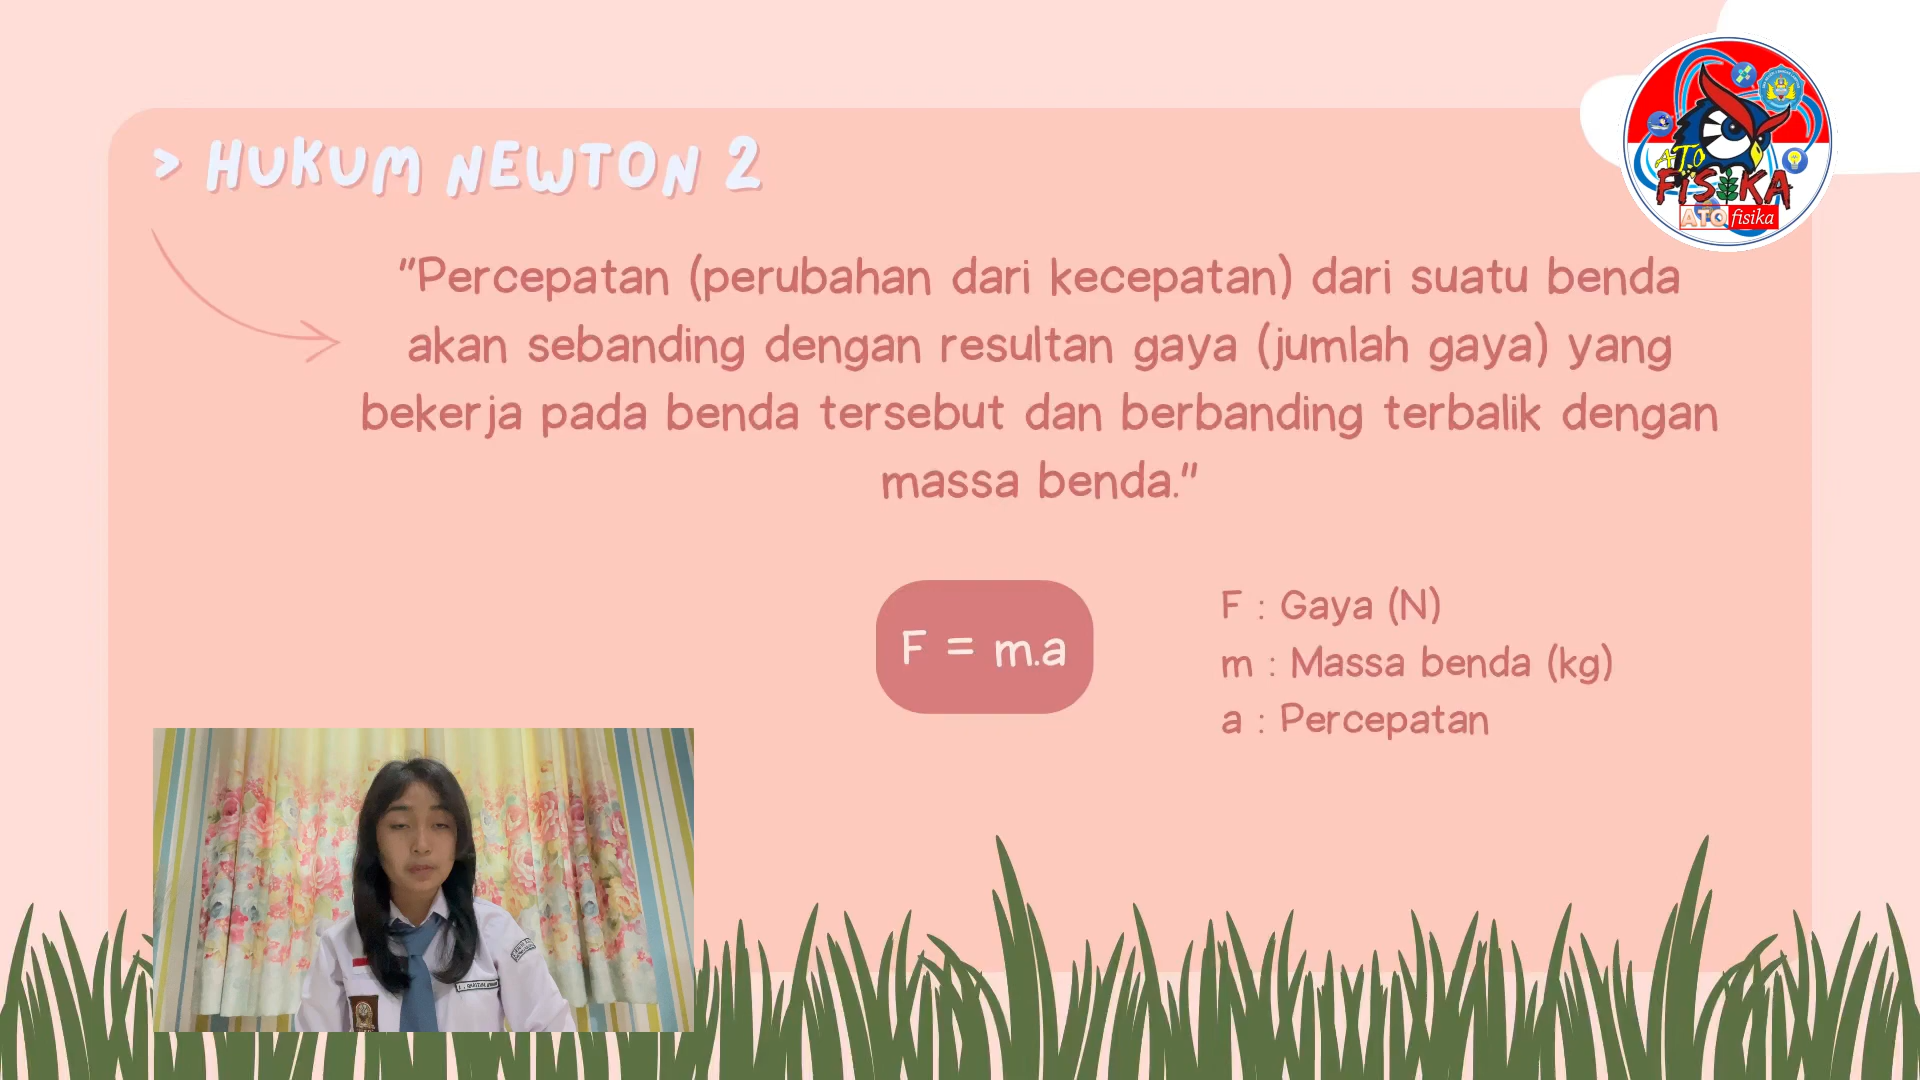 > HUKUM NEWTON 2
"Percepatan (perubahan dari kecepatan) dari suatu benda
akan sebanding dengan resultan gaya (jumlah gaya) yang
bekerja pada benda tersebut dan berbanding terbalik dengan
massa benda."
F = m.a
F : Gaya (N)
m : Massa benda (kg)
a : Percepatan
ATO
FISIKA
ATO fisika